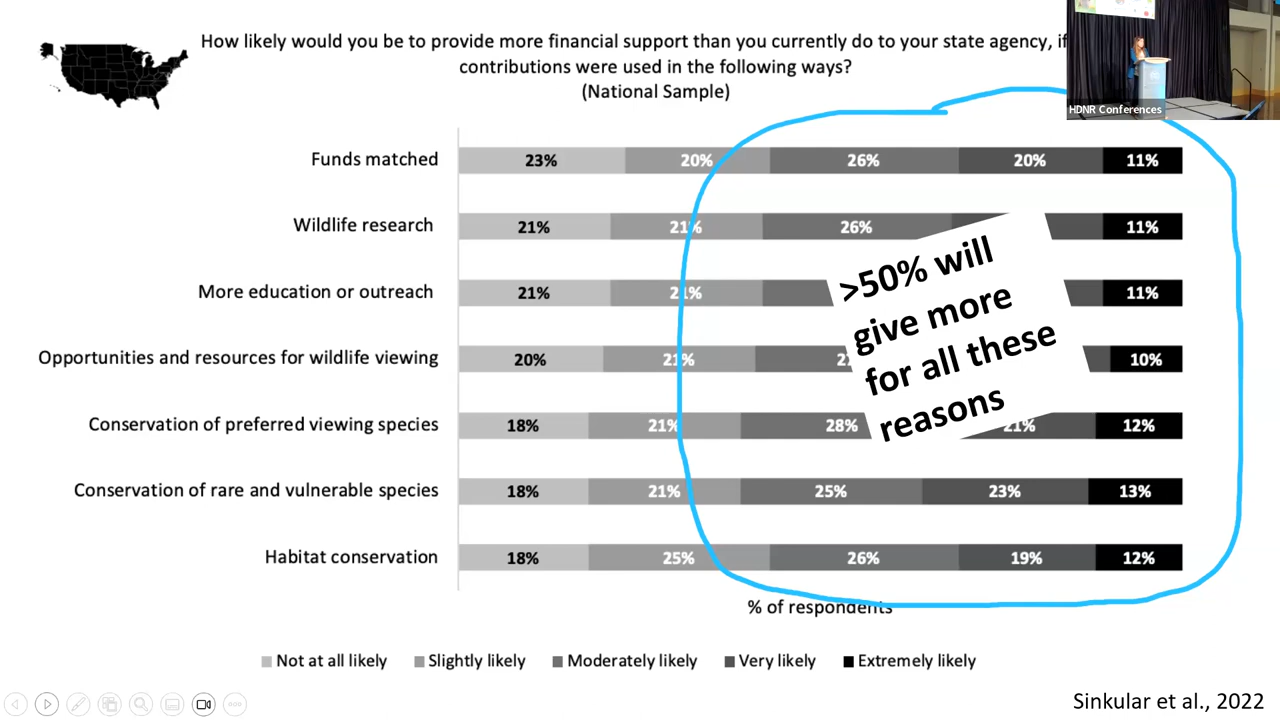 How likely would you be to provide more financial support than you currently do to your state agency, if
contributions were used in the following ways?
(National Sample)
HDNR Conferences
Funds matched 23% 20% 26% 20% 11%
Wildlife research 21% 21% 26% 11%
More education or outreach 21% 21% 11%
Opportunities and resources for wildlife viewing 20% 21% 10%
Conservation of preferred viewing species 18% 21% 28% 21% 12%
Conservation of rare and vulnerable species 18% 21% 25% 23% 13%
Habitat conservation 18% 25% 26% 19% 12%
>50% will
give more
for all these
reasons
% of respondents
Not at all likely Slightly likely Moderately likely Very likely Extremely likely
Sinkular et al., 2022